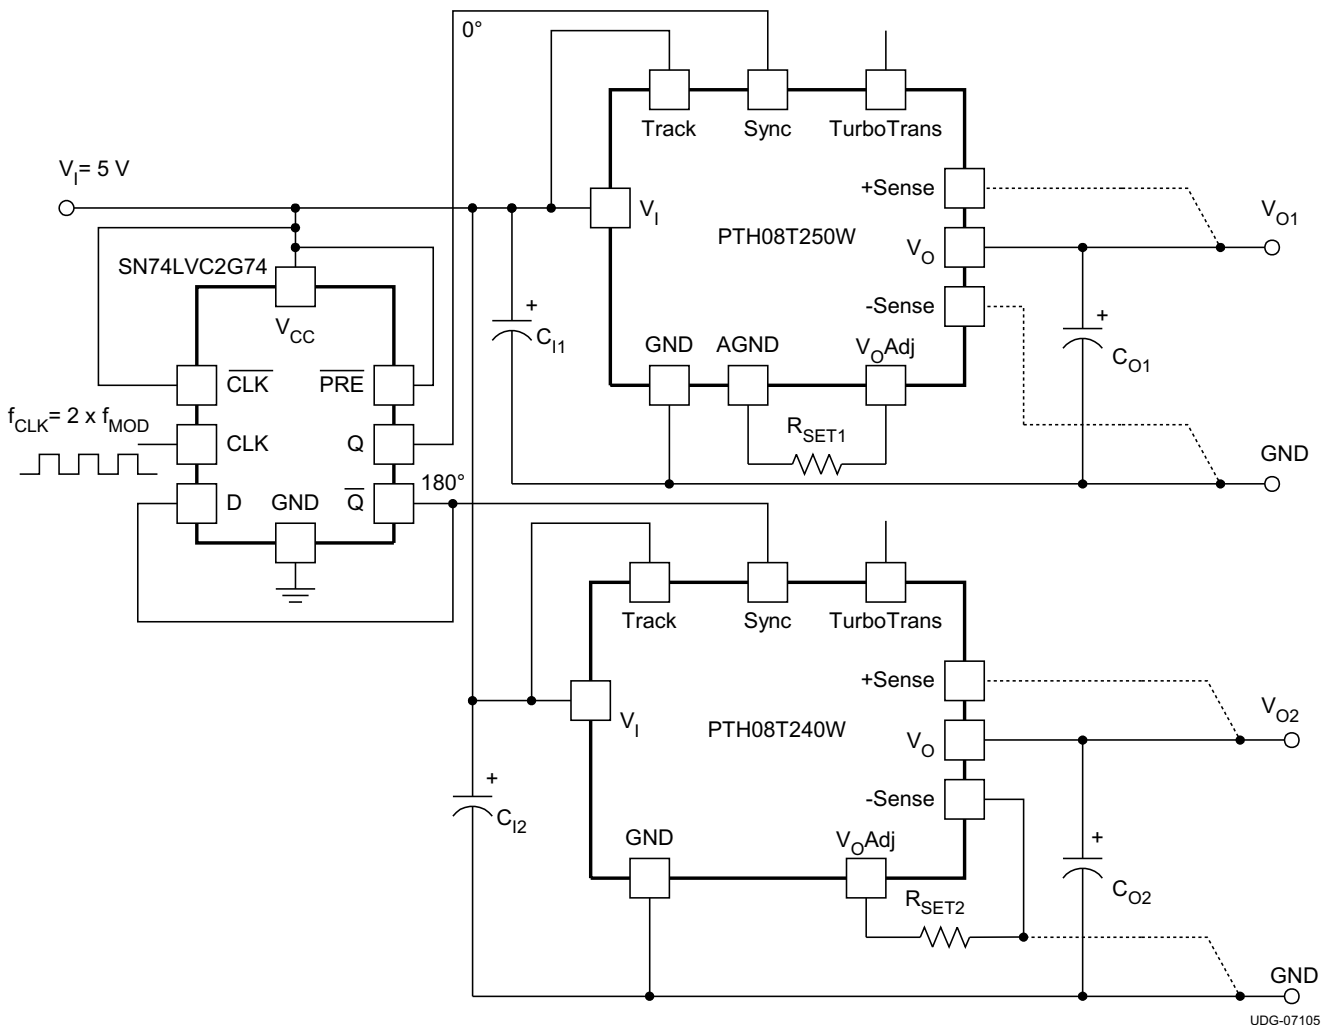 0°
Track
Sync
TurboTrans
V_I= 5 V
+Sense
V_I
PTH08T250W
V_O1
V_O
SN74LVC2G74
-Sense
+
+
V_CC
C_I1
GND
AGND
V_OAdj
C_O1
C̅L̅K̅
P̅R̅E̅
f_CLK= 2 x f_MOD
R_SET1
CLK
Q
GND
180°
D
GND
Q̅
Track
Sync
TurboTrans
+Sense
V_I
PTH08T240W
V_O2
V_O
-Sense
+
C_I2
GND
V_OAdj
+
R_SET2
C_O2
GND
UDG-07105